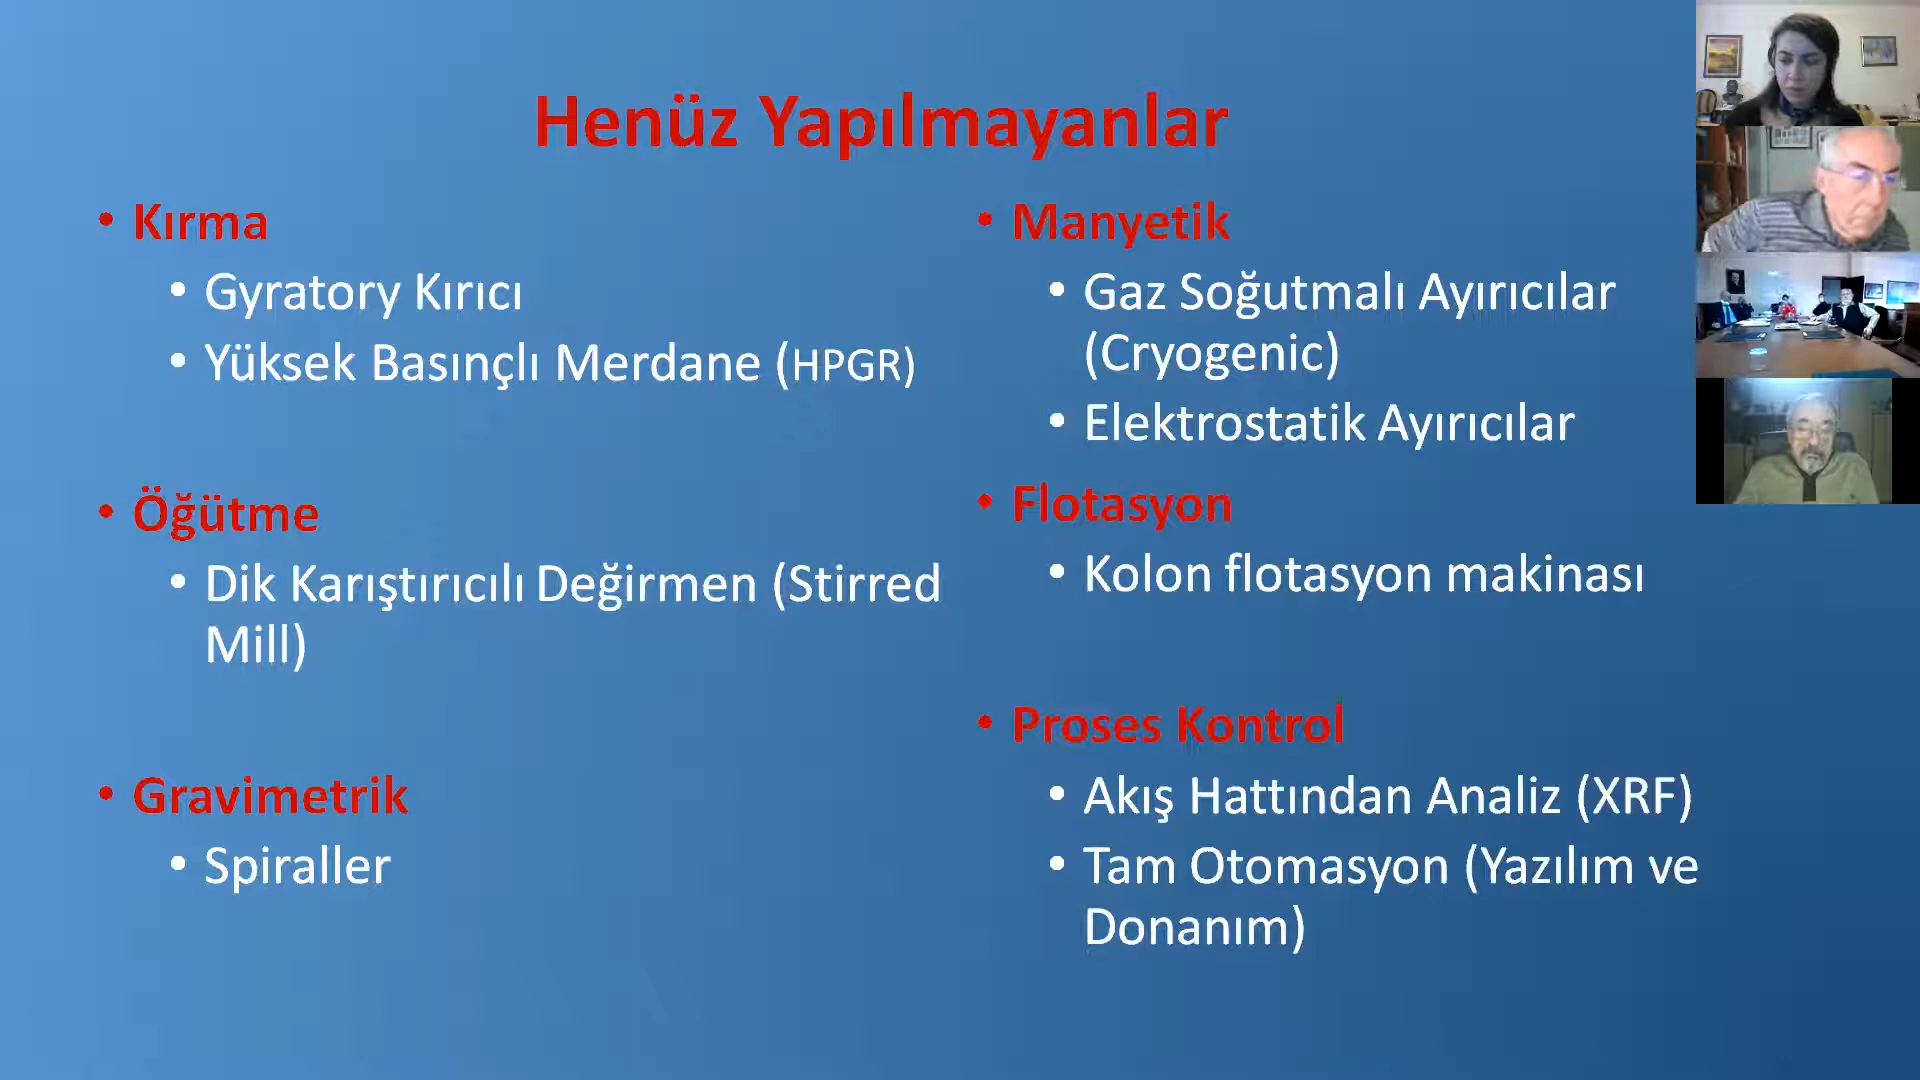 Henüz Yapılmayanlar
• Kırma
• Gyratory Kırıcı
• Yüksek Basınçlı Merdane (HPGR)
• Öğütme
• Dik Karıştırıcılı Değirmen (Stirred
Mill)
• Gravimetrik
• Spiraller
• Manyetik
• Gaz Soğutmalı Ayırıcılar
(Cryogenic)
• Elektrostatik Ayırıcılar
• Flotasyon
• Kolon flotasyon makinası
• Proses Kontrol
• Akış Hattından Analiz (XRF)
• Tam Otomasyon (Yazılım ve
Donanım)